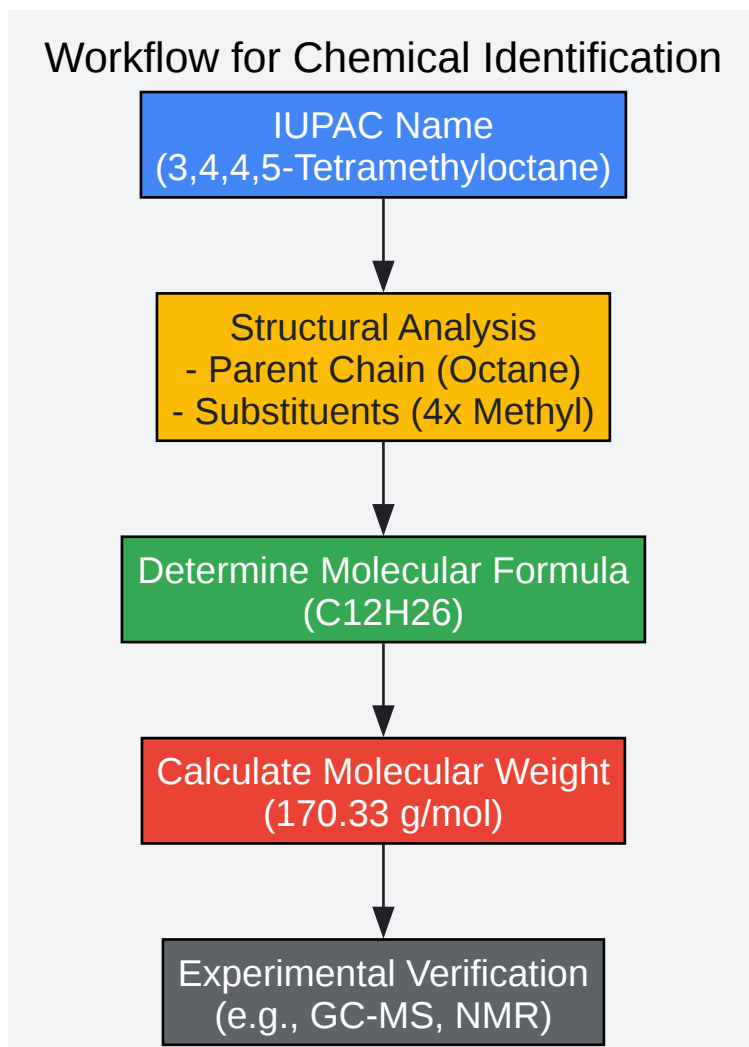 Workflow for Chemical Identification
IUPAC Name
(3,4,4,5-Tetramethyloctane)
Structural Analysis
- Parent Chain (Octane)
- Substituents (4x Methyl)
Determine Molecular Formula
(C12H26)
Calculate Molecular Weight
(170.33 g/mol)
Experimental Verification
(e.g., GC-MS, NMR)